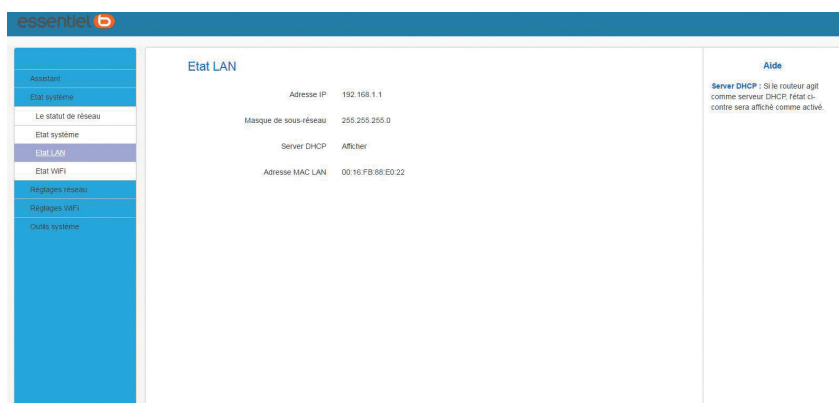 essentiel b
Assistant
Etat système
Le statut de réseau
Etat système
Etat LAN
Etat WiFi
Réglages réseau
Réglages WiFi
Outils système
Etat LAN
Adresse IP 192.168.1.1
Masque de sous-réseau 255.255.255.0
Server DHCP Afficher
Adresse MAC LAN 00:16:FB:88:E0:22
Aide
Server DHCP : Si le routeur agit
comme serveur DHCP, l'état ci-
contre sera affiché comme activé.